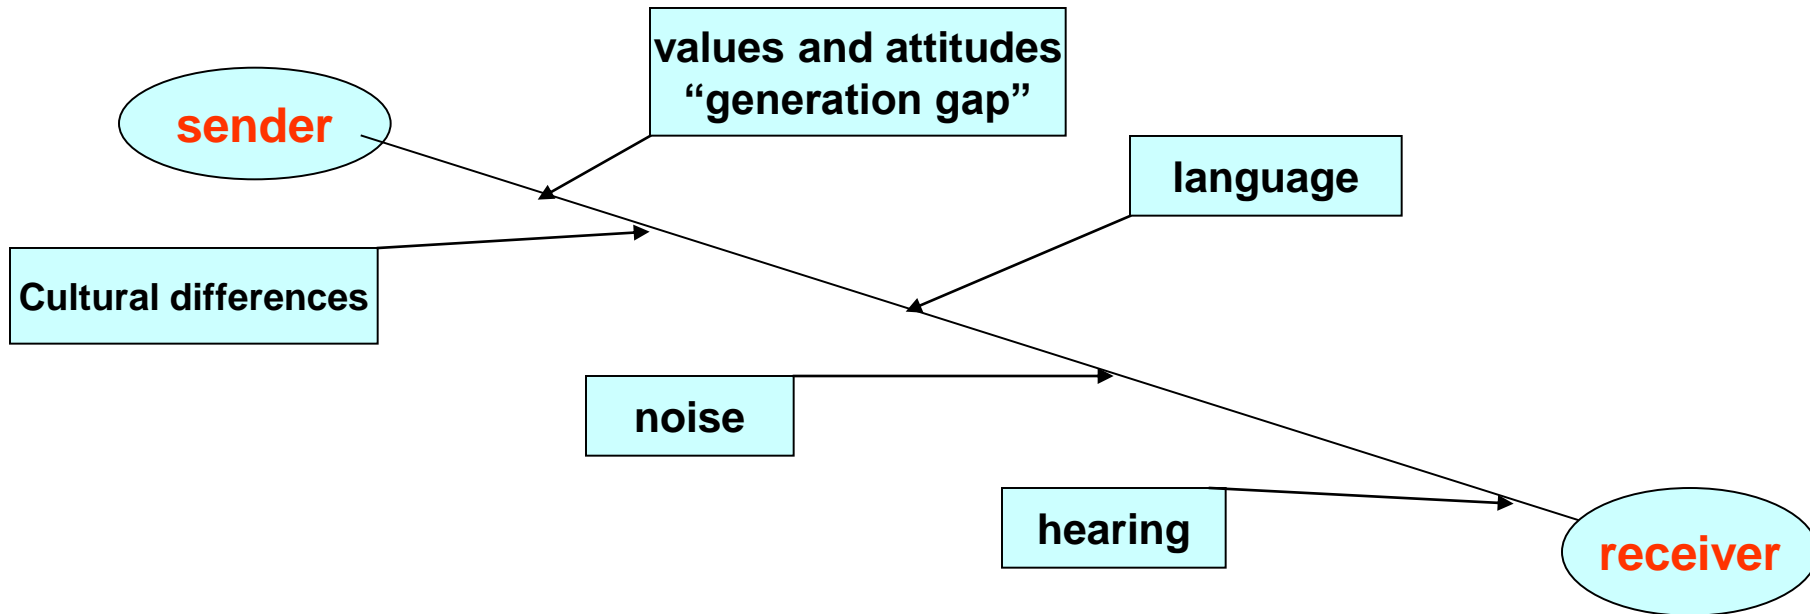 values and attitudes
“generation gap”
sender
language
Cultural differences
noise
hearing
receiver